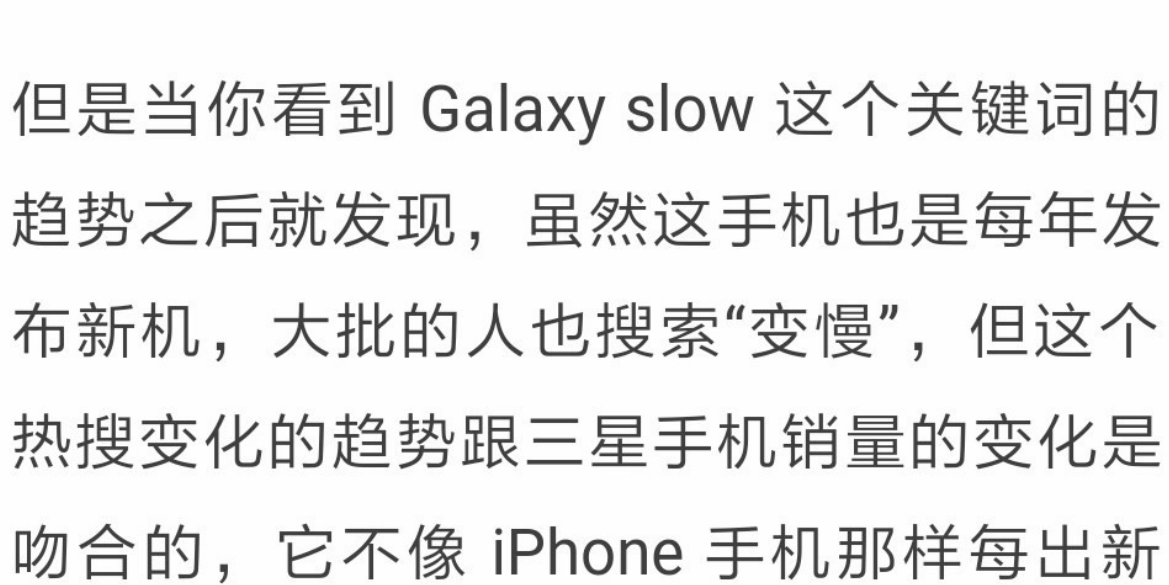 但是当你看到 Galaxy slow 这个关键词的
趋势之后就发现，虽然这手机也是每年发
布新机，大批的人也搜索“变慢”，但这个
热搜变化的趋势跟三星手机销量的变化是
吻合的，它不像 iPhone 手机那样每出新